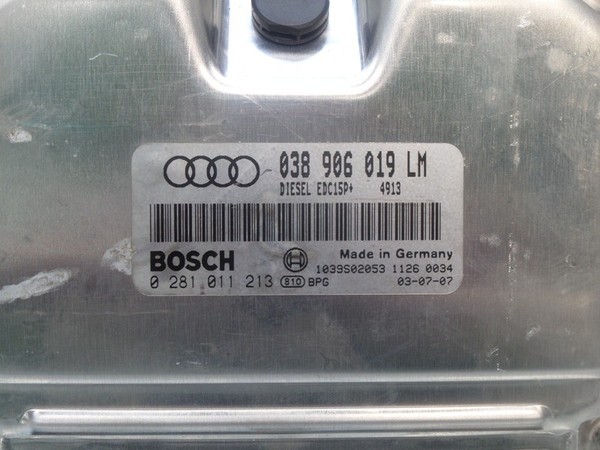 038 906 019 LM
DIESEL EDC15P+ 4913
Made in Germany
BOSCH
1039S02053 1126 0034
0 281 011 213 810 BPG 03-07-07